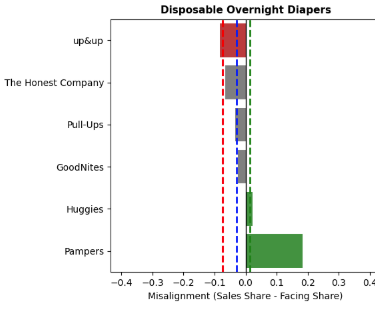 Disposable Overnight Diapers
up&up
The Honest Company
Pull-Ups
GoodNites
Huggies
Pampers
−0.4 −0.3 −0.2 −0.1 0.0 0.1 0.2 0.3 0.4
Misalignment (Sales Share - Facing Share)